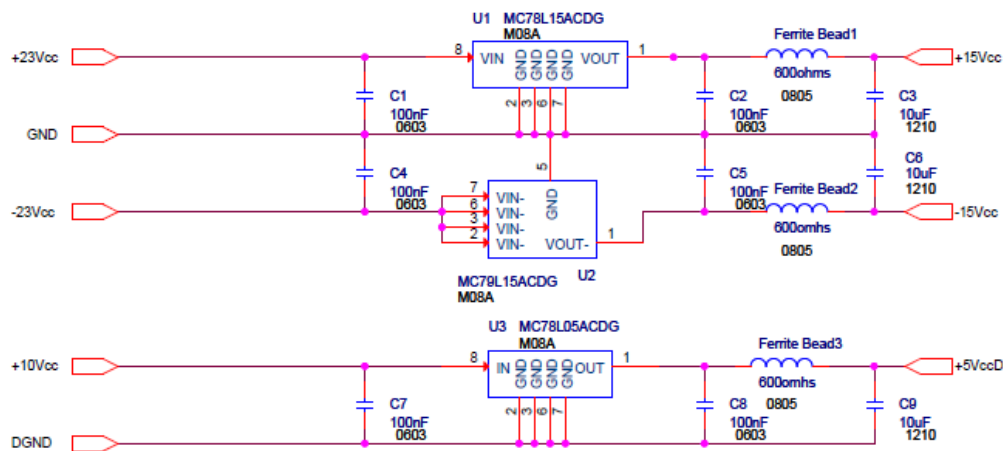 U1 MC78L15ACDG
M08A
Ferrite Bead1
+23Vcc
8
VIN
GND
GND
GND
GND
VOUT
1
+15Vcc
600ohms
0805
2
3
6
7
C1
100nF
0603
C2
100nF
0603
C3
10uF
1210
GND
C4
100nF
0603
5
C5
100nF
0603
C6
10uF
1210
-23Vcc
7
6
3
2
VIN-
VIN-
VIN-
VIN-
GND
VOUT-
1
Ferrite Bead2
-15Vcc
600omhs
0805
U2
MC79L15ACDG
M08A
U3 MC78L05ACDG
M08A
Ferrite Bead3
+10Vcc
8
IN
GND
GND
GND
GND
OUT
1
+5VccD
600omhs
0805
2
3
6
7
C7
100nF
0603
C8
100nF
0603
C9
10uF
1210
DGND